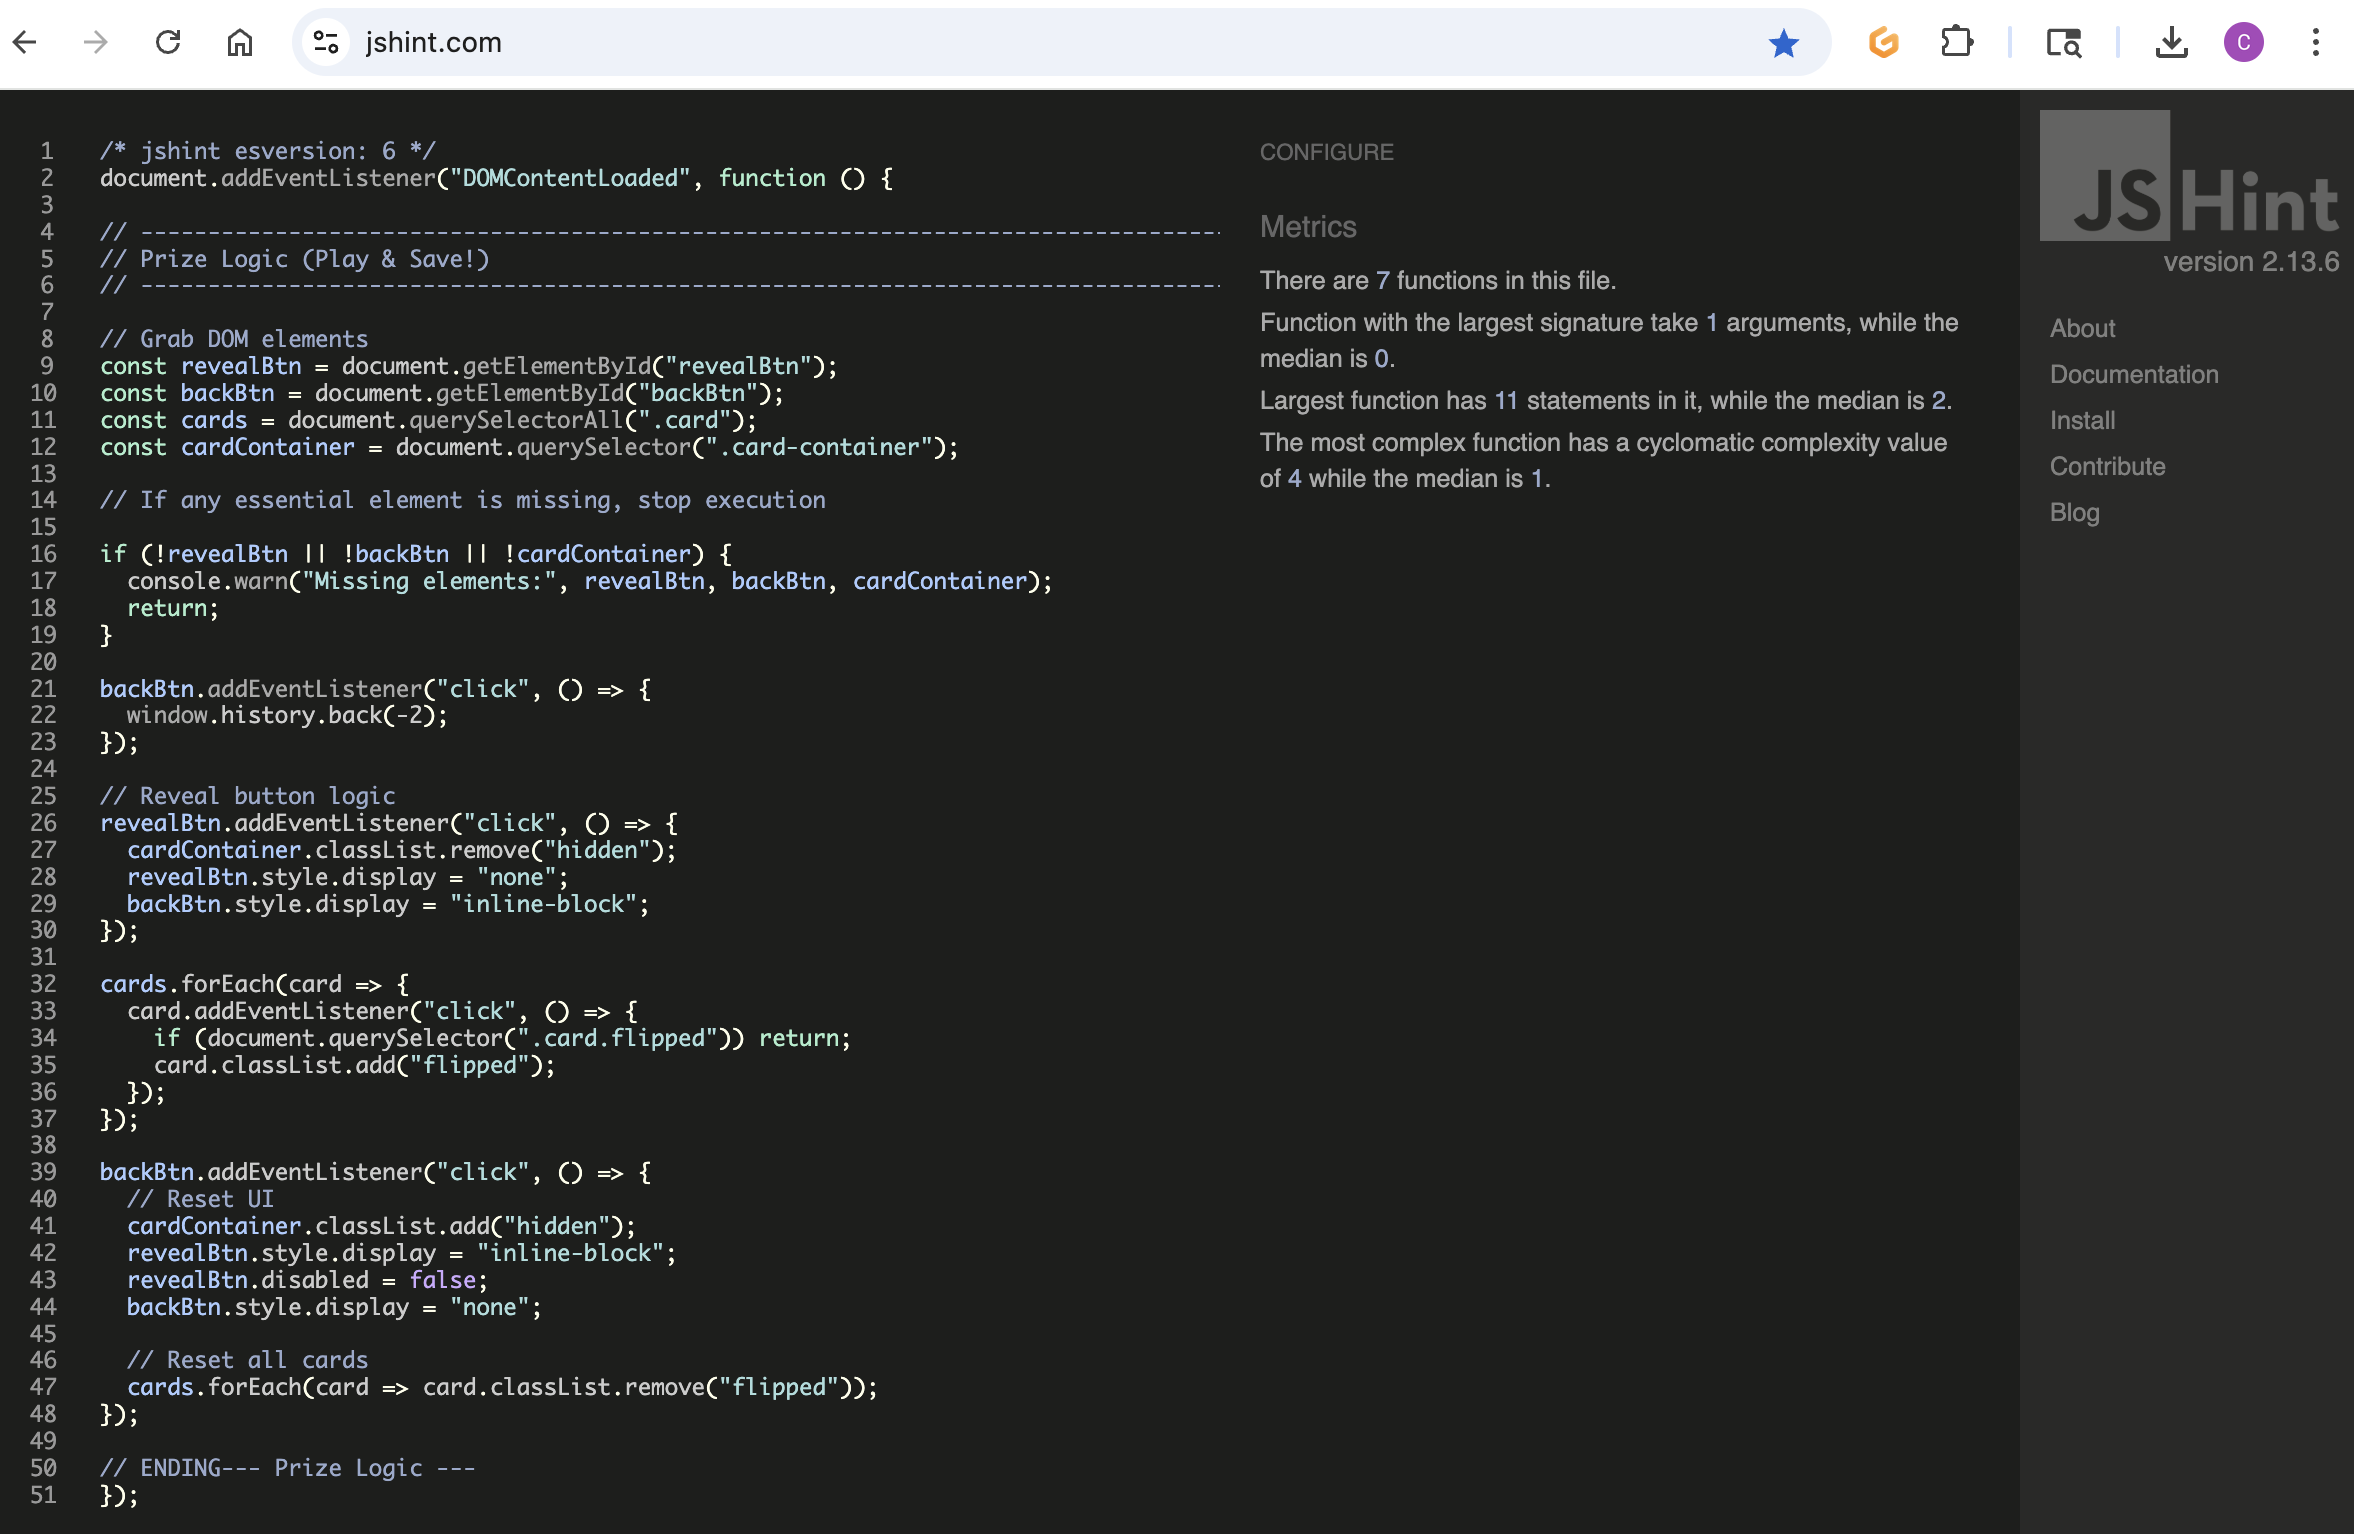 jshint.com
C
1 /* jshint esversion: 6 */
2 document.addEventListener("DOMContentLoaded", function () {
3
4 // --------------------------------------------------------------------------------
5 // Prize Logic (Play & Save!)
6 // --------------------------------------------------------------------------------
7
8 // Grab DOM elements
9 const revealBtn = document.getElementById("revealBtn");
10 const backBtn = document.getElementById("backBtn");
11 const cards = document.querySelectorAll(".card");
12 const cardContainer = document.querySelector(".card-container");
13
14 // If any essential element is missing, stop execution
15
16 if (!revealBtn || !backBtn || !cardContainer) {
17   console.warn("Missing elements:", revealBtn, backBtn, cardContainer);
18   return;
19 }
20
21 backBtn.addEventListener("click", () => {
22   window.history.back(-2);
23 });
24
25 // Reveal button logic
26 revealBtn.addEventListener("click", () => {
27   cardContainer.classList.remove("hidden");
28   revealBtn.style.display = "none";
29   backBtn.style.display = "inline-block";
30 });
31
32 cards.forEach(card => {
33   card.addEventListener("click", () => {
34     if (document.querySelector(".card.flipped")) return;
35     card.classList.add("flipped");
36   });
37 });
38
39 backBtn.addEventListener("click", () => {
40   // Reset UI
41   cardContainer.classList.add("hidden");
42   revealBtn.style.display = "inline-block";
43   revealBtn.disabled = false;
44   backBtn.style.display = "none";
45
46   // Reset all cards
47   cards.forEach(card => card.classList.remove("flipped"));
48 });
49
50 // ENDING--- Prize Logic ---
51 });
CONFIGURE
Metrics
There are 7 functions in this file.
Function with the largest signature take 1 arguments, while the
median is 0.
Largest function has 11 statements in it, while the median is 2.
The most complex function has a cyclomatic complexity value
of 4 while the median is 1.
JSHint
version 2.13.6
About
Documentation
Install
Contribute
Blog